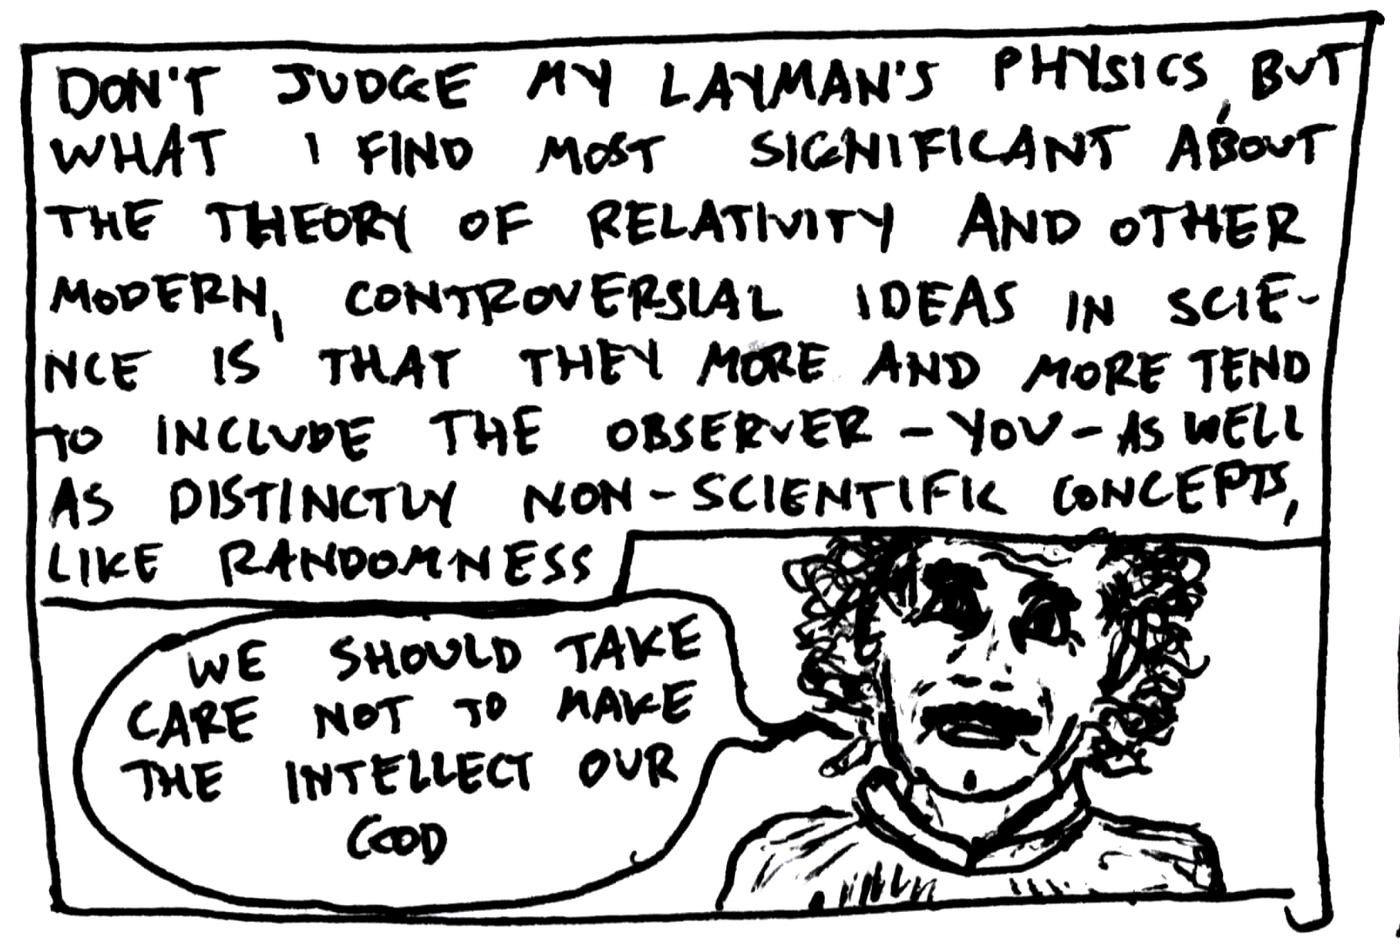 DON'T JUDGE MY LAYMAN'S PHYSICS, BUT
WHAT I FIND MOST SIGNIFICANT ABOUT
THE THEORY OF RELATIVITY AND OTHER
MODERN, CONTROVERSIAL IDEAS IN SCIE-
NCE IS THAT THEY MORE AND MORE TEND
TO INCLUDE THE OBSERVER - YOU - AS WELL
AS DISTINCTLY NON-SCIENTIFIC CONCEPTS,
LIKE RANDOMNESS
WE SHOULD TAKE
CARE NOT TO MAKE
THE INTELLECT OUR
GOD